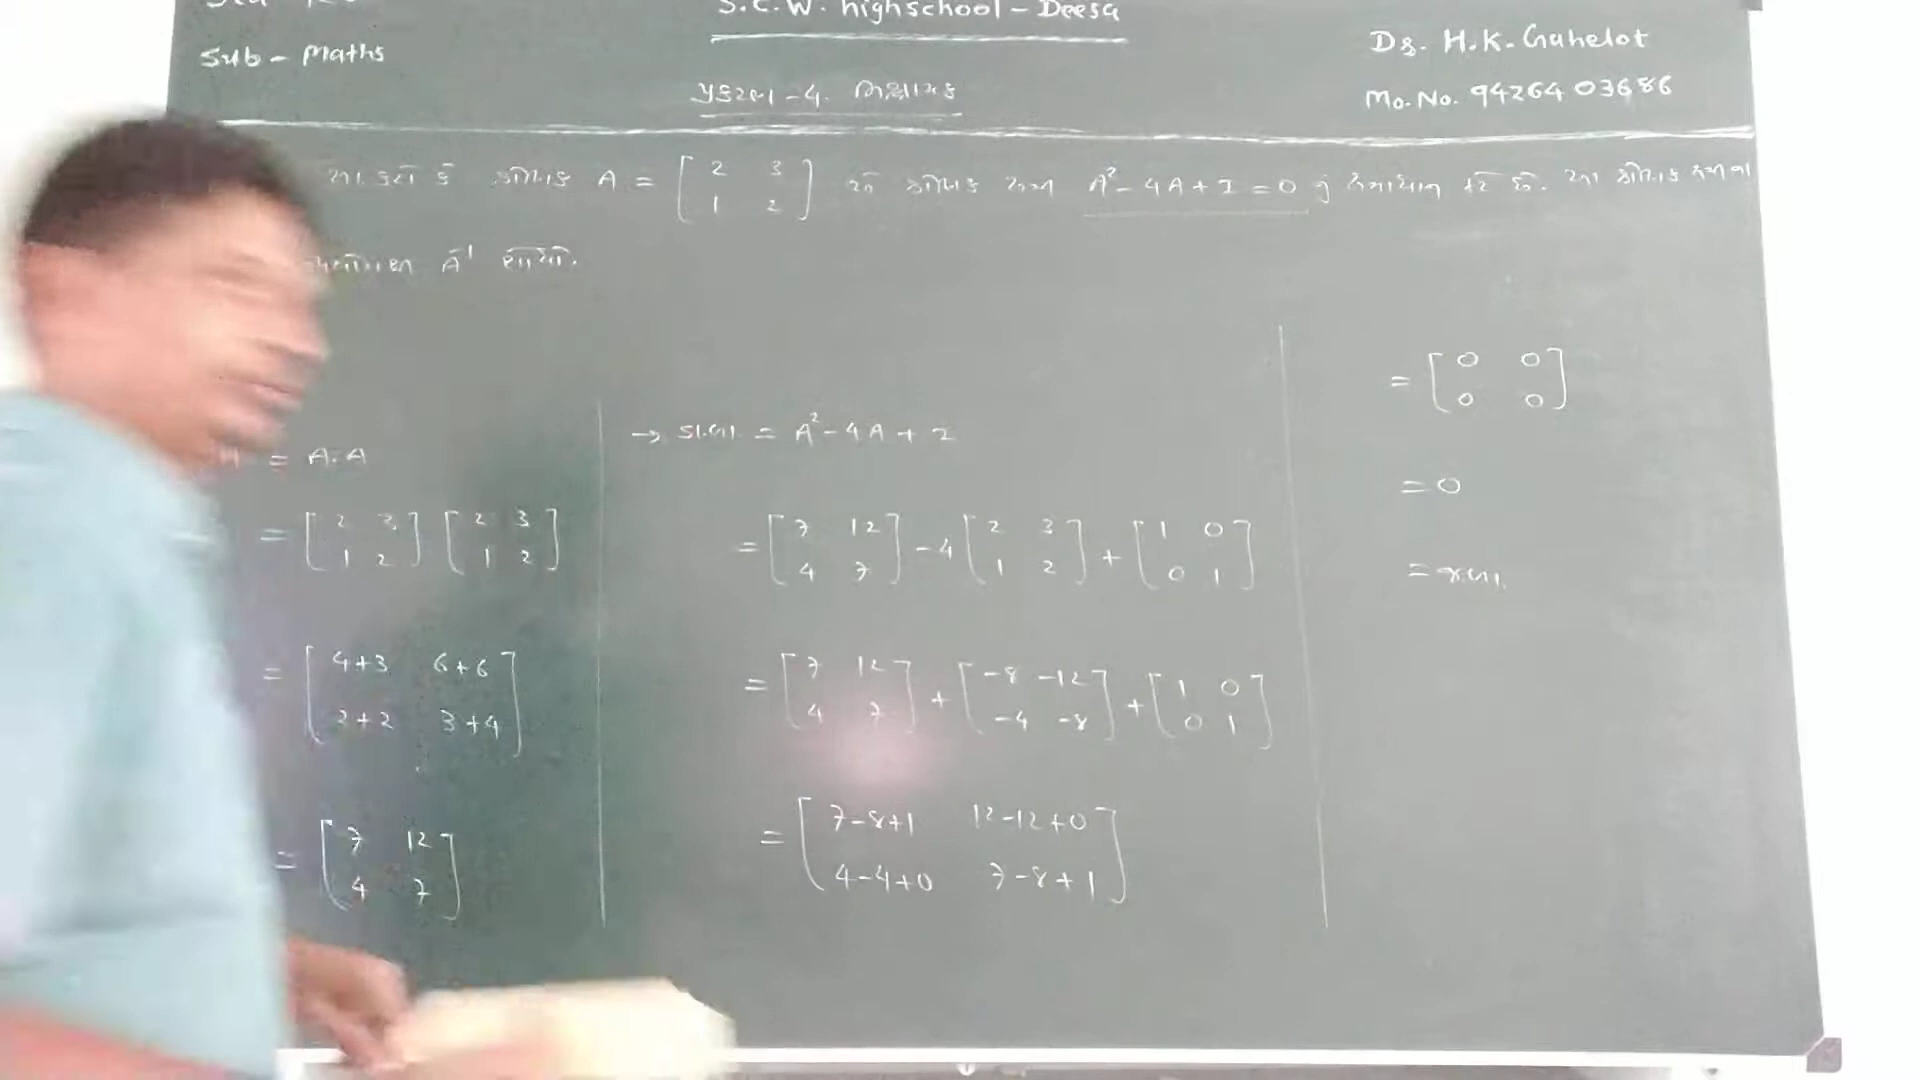 S.C.W. highschool - Deesa
Sub - Maths
Dr. H.K. Gahelot
Mo. No. 94264 03686
પ્રકરણ - 4. નિશ્ચાયક
કે શ્રેણિક A = [ 2 3 ; 1 2 ] એ શ્રેણિક A² - 4A + I = 0 નું સમાધાન કરે છે. આ શ્રેણિક
A⁻¹ શોધો.
= A.A
= [ 2 3 ; 1 2 ] [ 2 3 ; 1 2 ]
= [ 4+3 6+6 ; 2+2 3+4 ]
= [ 7 12 ; 4 7 ]
→ ડા.બા. = A² - 4A + I
= [ 7 12 ; 4 7 ] - 4 [ 2 3 ; 1 2 ] + [ 1 0 ; 0 1 ]
= [ 7 12 ; 4 7 ] + [ -8 -12 ; -4 -8 ] + [ 1 0 ; 0 1 ]
= [ 7-8+1 12-12+0 ; 4-4+0 7-8+1 ]
= [ 0 0 ; 0 0 ]
= 0
= જ.બા.